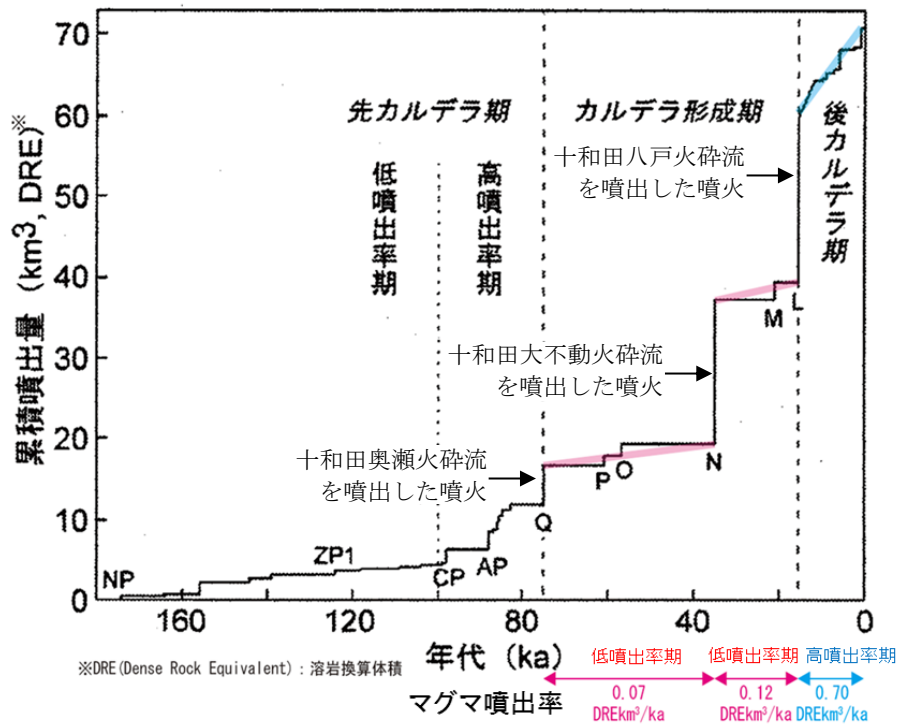 70
60
50
40
30
20
10
0
累積噴出量 (km³, DRE)※
先カルデラ期
低噴出率期
高噴出率期
カルデラ形成期
後カルデラ期
十和田八戸火砕流
を噴出した噴火
十和田大不動火砕流
を噴出した噴火
十和田奥瀬火砕流
を噴出した噴火
NP
ZP1
CP
AP
Q
P
O
N
M
L
160
120
80
40
0
年代 (ka)
※DRE(Dense Rock Equivalent)：溶岩換算体積
マグマ噴出率
低噴出率期
低噴出率期
高噴出率期
0.07
DREkm³/ka
0.12
DREkm³/ka
0.70
DREkm³/ka